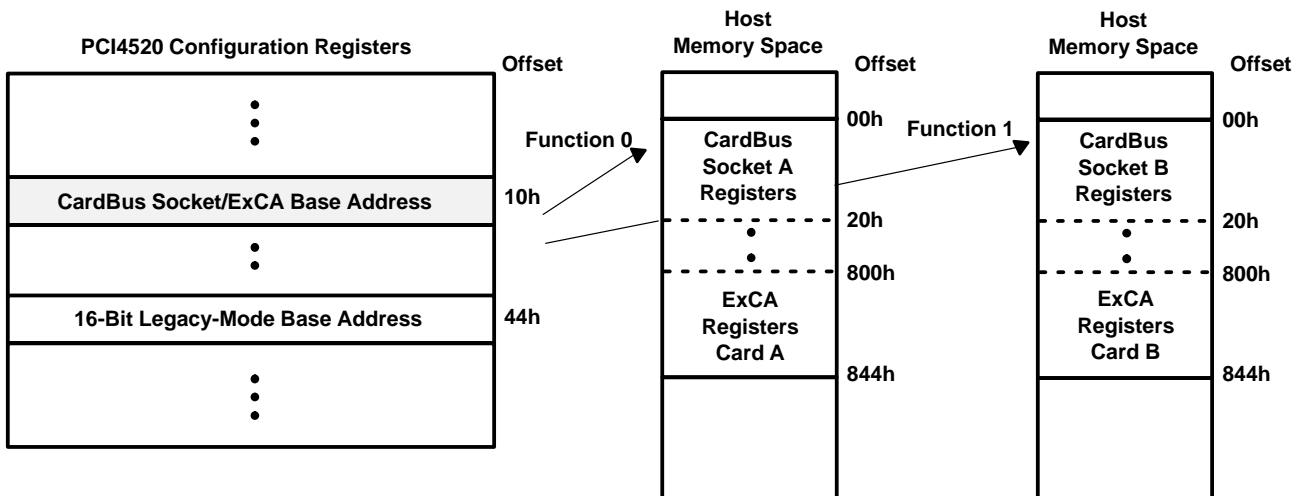 PCI4520 Configuration Registers
Offset
CardBus Socket/ExCA Base Address
10h
16-Bit Legacy-Mode Base Address
44h
Function 0
Host
Memory Space
Offset
00h
CardBus
Socket A
Registers
20h
800h
ExCA
Registers
Card A
844h
Function 1
Host
Memory Space
Offset
00h
CardBus
Socket B
Registers
20h
800h
ExCA
Registers
Card B
844h